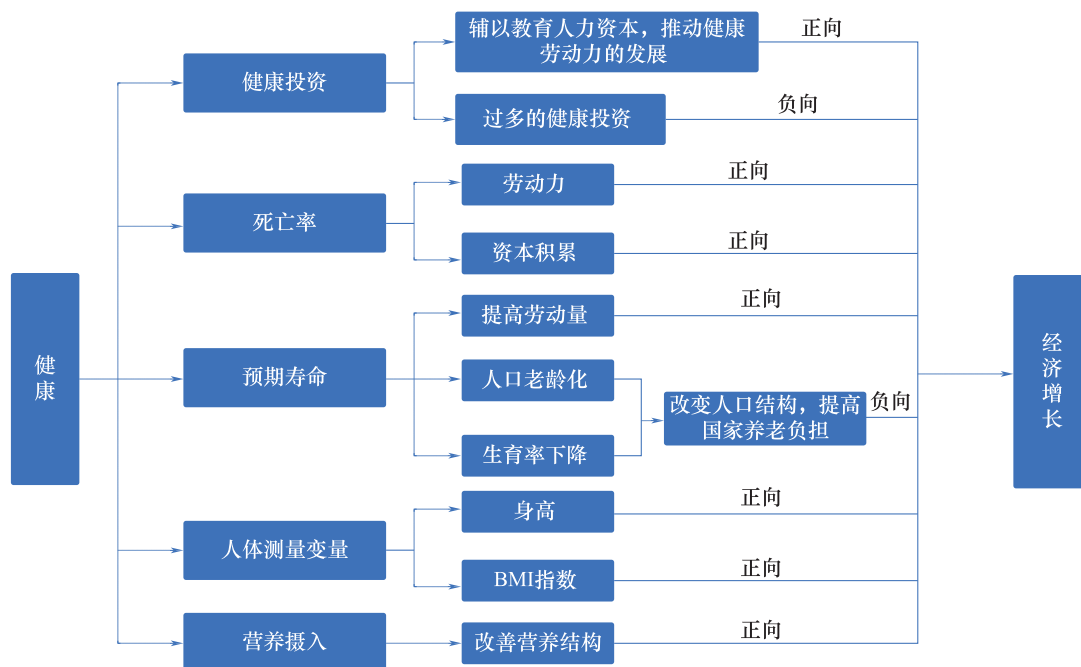 健康
健康投资
辅以教育人力资本，推动健康
劳动力的发展
正向
过多的健康投资
负向
死亡率
劳动力
正向
资本积累
正向
预期寿命
提高劳动量
正向
人口老龄化
生育率下降
改变人口结构，提高
国家养老负担
负向
人体测量变量
身高
正向
BMI指数
正向
营养摄入
改善营养结构
正向
经济增长